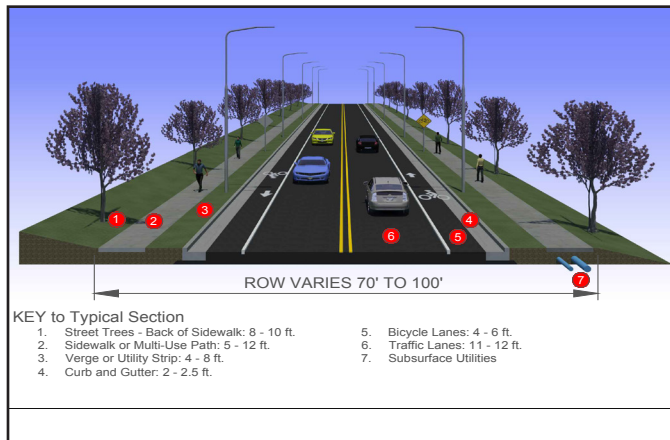 1
2
3
4
5
6
7
ROW VARIES 70' TO 100'
KEY to Typical Section
1. Street Trees - Back of Sidewalk: 8 - 10 ft.
2. Sidewalk or Multi-Use Path: 5 - 12 ft.
3. Verge or Utility Strip: 4 - 8 ft.
4. Curb and Gutter: 2 - 2.5 ft.
5. Bicycle Lanes: 4 - 6 ft.
6. Traffic Lanes: 11 - 12 ft.
7. Subsurface Utilities